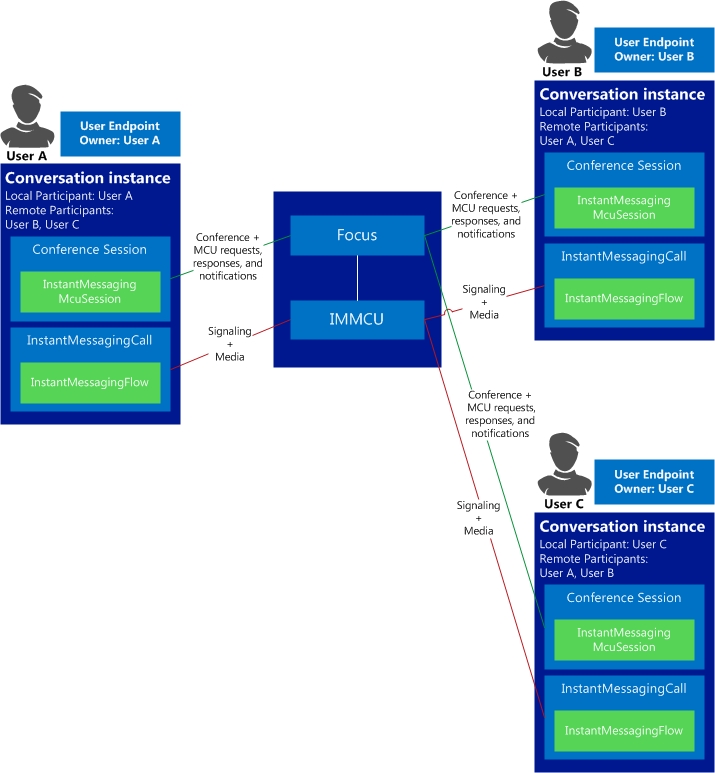 User A
User Endpoint
Owner: User A
Conversation instance
Local Participant: User A
Remote Participants:
User B, User C
Conference Session
InstantMessaging
McuSession
InstantMessagingCall
InstantMessagingFlow
Conference +
MCU requests,
responses, and
notifications
Signaling
+
Media
Focus
IMMCU
Conference +
MCU requests,
responses, and
notifications
Signaling
+
Media
Conference +
MCU requests,
responses, and
notifications
Signaling
+
Media
User B
User Endpoint
Owner: User B
Conversation instance
Local Participant: User B
Remote Participants:
User A, User C
Conference Session
InstantMessaging
McuSession
InstantMessagingCall
InstantMessagingFlow
User C
User Endpoint
Owner: User C
Conversation instance
Local Participant: User C
Remote Participants:
User A, User B
Conference Session
InstantMessaging
McuSession
InstantMessagingCall
InstantMessagingFlow